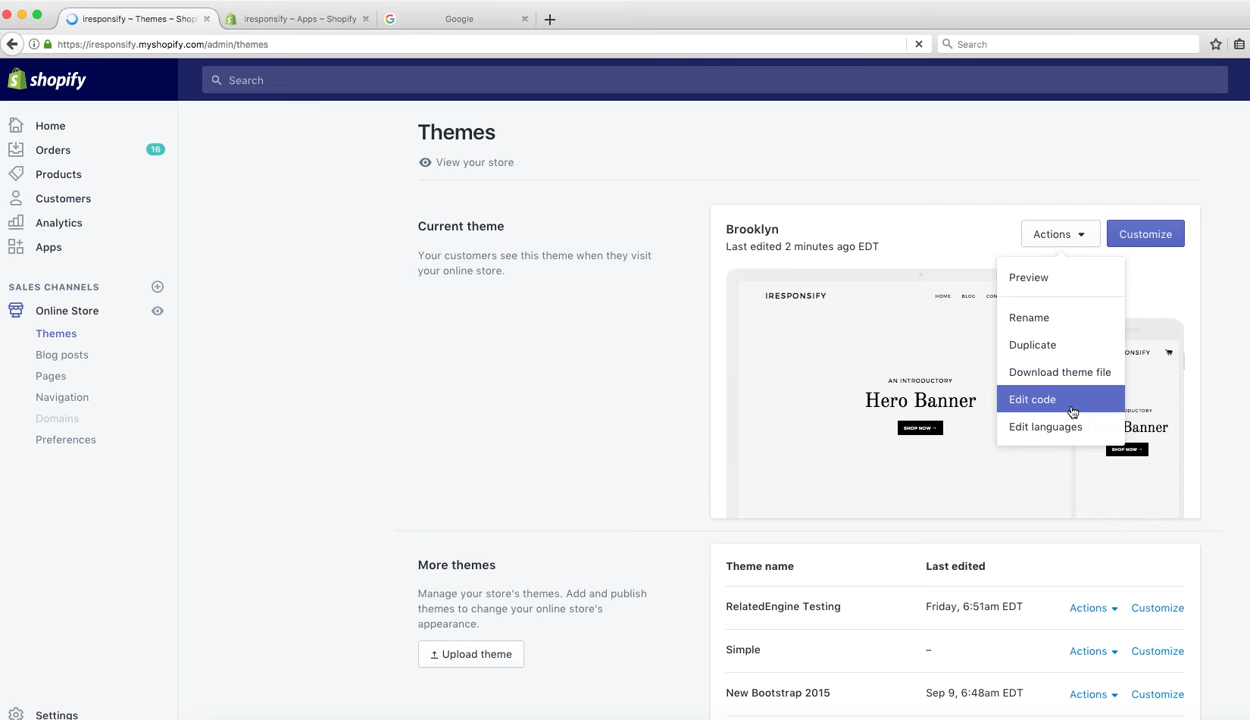 iresponsify ~ Themes ~ Shop
iresponsify ~ Apps ~ Shopify
Google
https://iresponsify.myshopify.com/admin/themes
Search
shopify
Search
Home
Orders
16
Products
Customers
Analytics
Apps
SALES CHANNELS
Online Store
Themes
Blog posts
Pages
Navigation
Domains
Preferences
Settings
Themes
View your store
Current theme
Your customers see this theme when they visit
your online store.
Brooklyn
Last edited 2 minutes ago EDT
Actions
Customize
Preview
Rename
Duplicate
Download theme file
Edit code
Edit languages
IRESPONSIFY
HOME BLOG CON
AN INTRODUCTORY
Hero Banner
SHOP NOW →
ONSIFY
ODUCTORY
Banner
SHOP NOW →
More themes
Manage your store's themes. Add and publish
themes to change your online store's
appearance.
Upload theme
Theme name Last edited
RelatedEngine Testing Friday, 6:51am EDT Actions Customize
Simple – Actions Customize
New Bootstrap 2015 Sep 9, 6:48am EDT Actions Customize